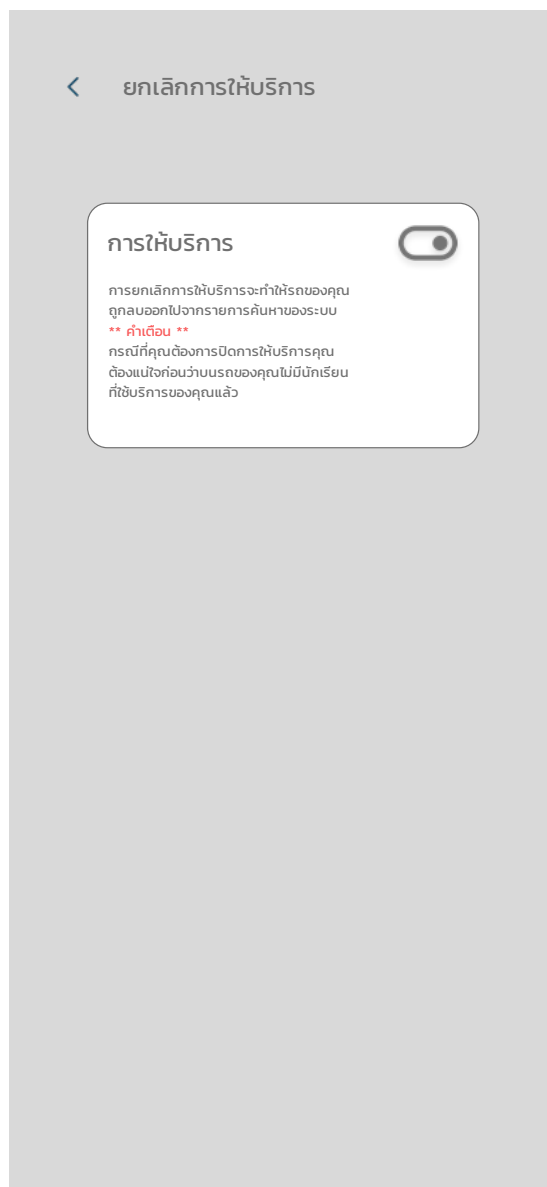 ยกเลิกการให้บริการ
การให้บริการ
การยกเลิกการให้บริการจะทำให้รถของคุณ
ถูกลบออกไปจากรายการค้นหาของระบบ
** คำเตือน **
กรณีที่คุณต้องการปิดการให้บริการคุณ
ต้องแน่ใจก่อนว่าบนรถของคุณไม่มีนักเรียน
ที่ใช้บริการของคุณแล้ว